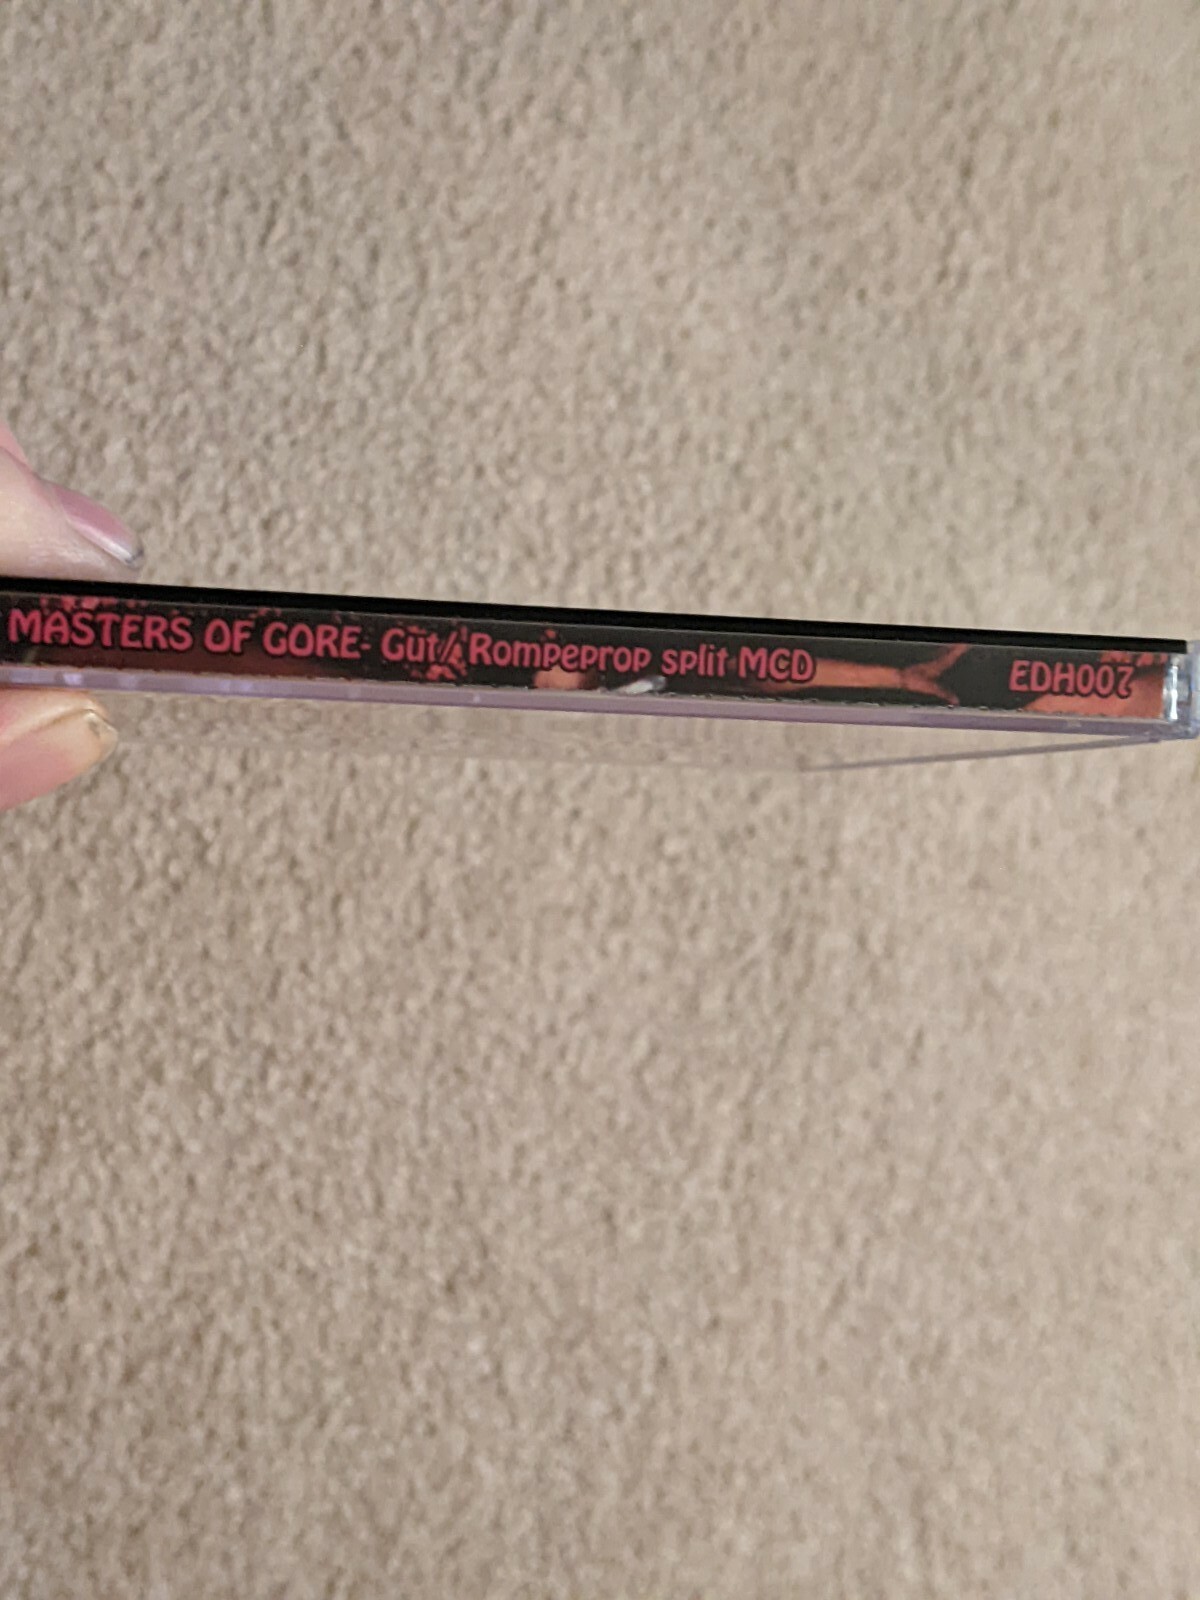 MASTERS OF GORE- Gut/ Rompeprop split MCD EDH007